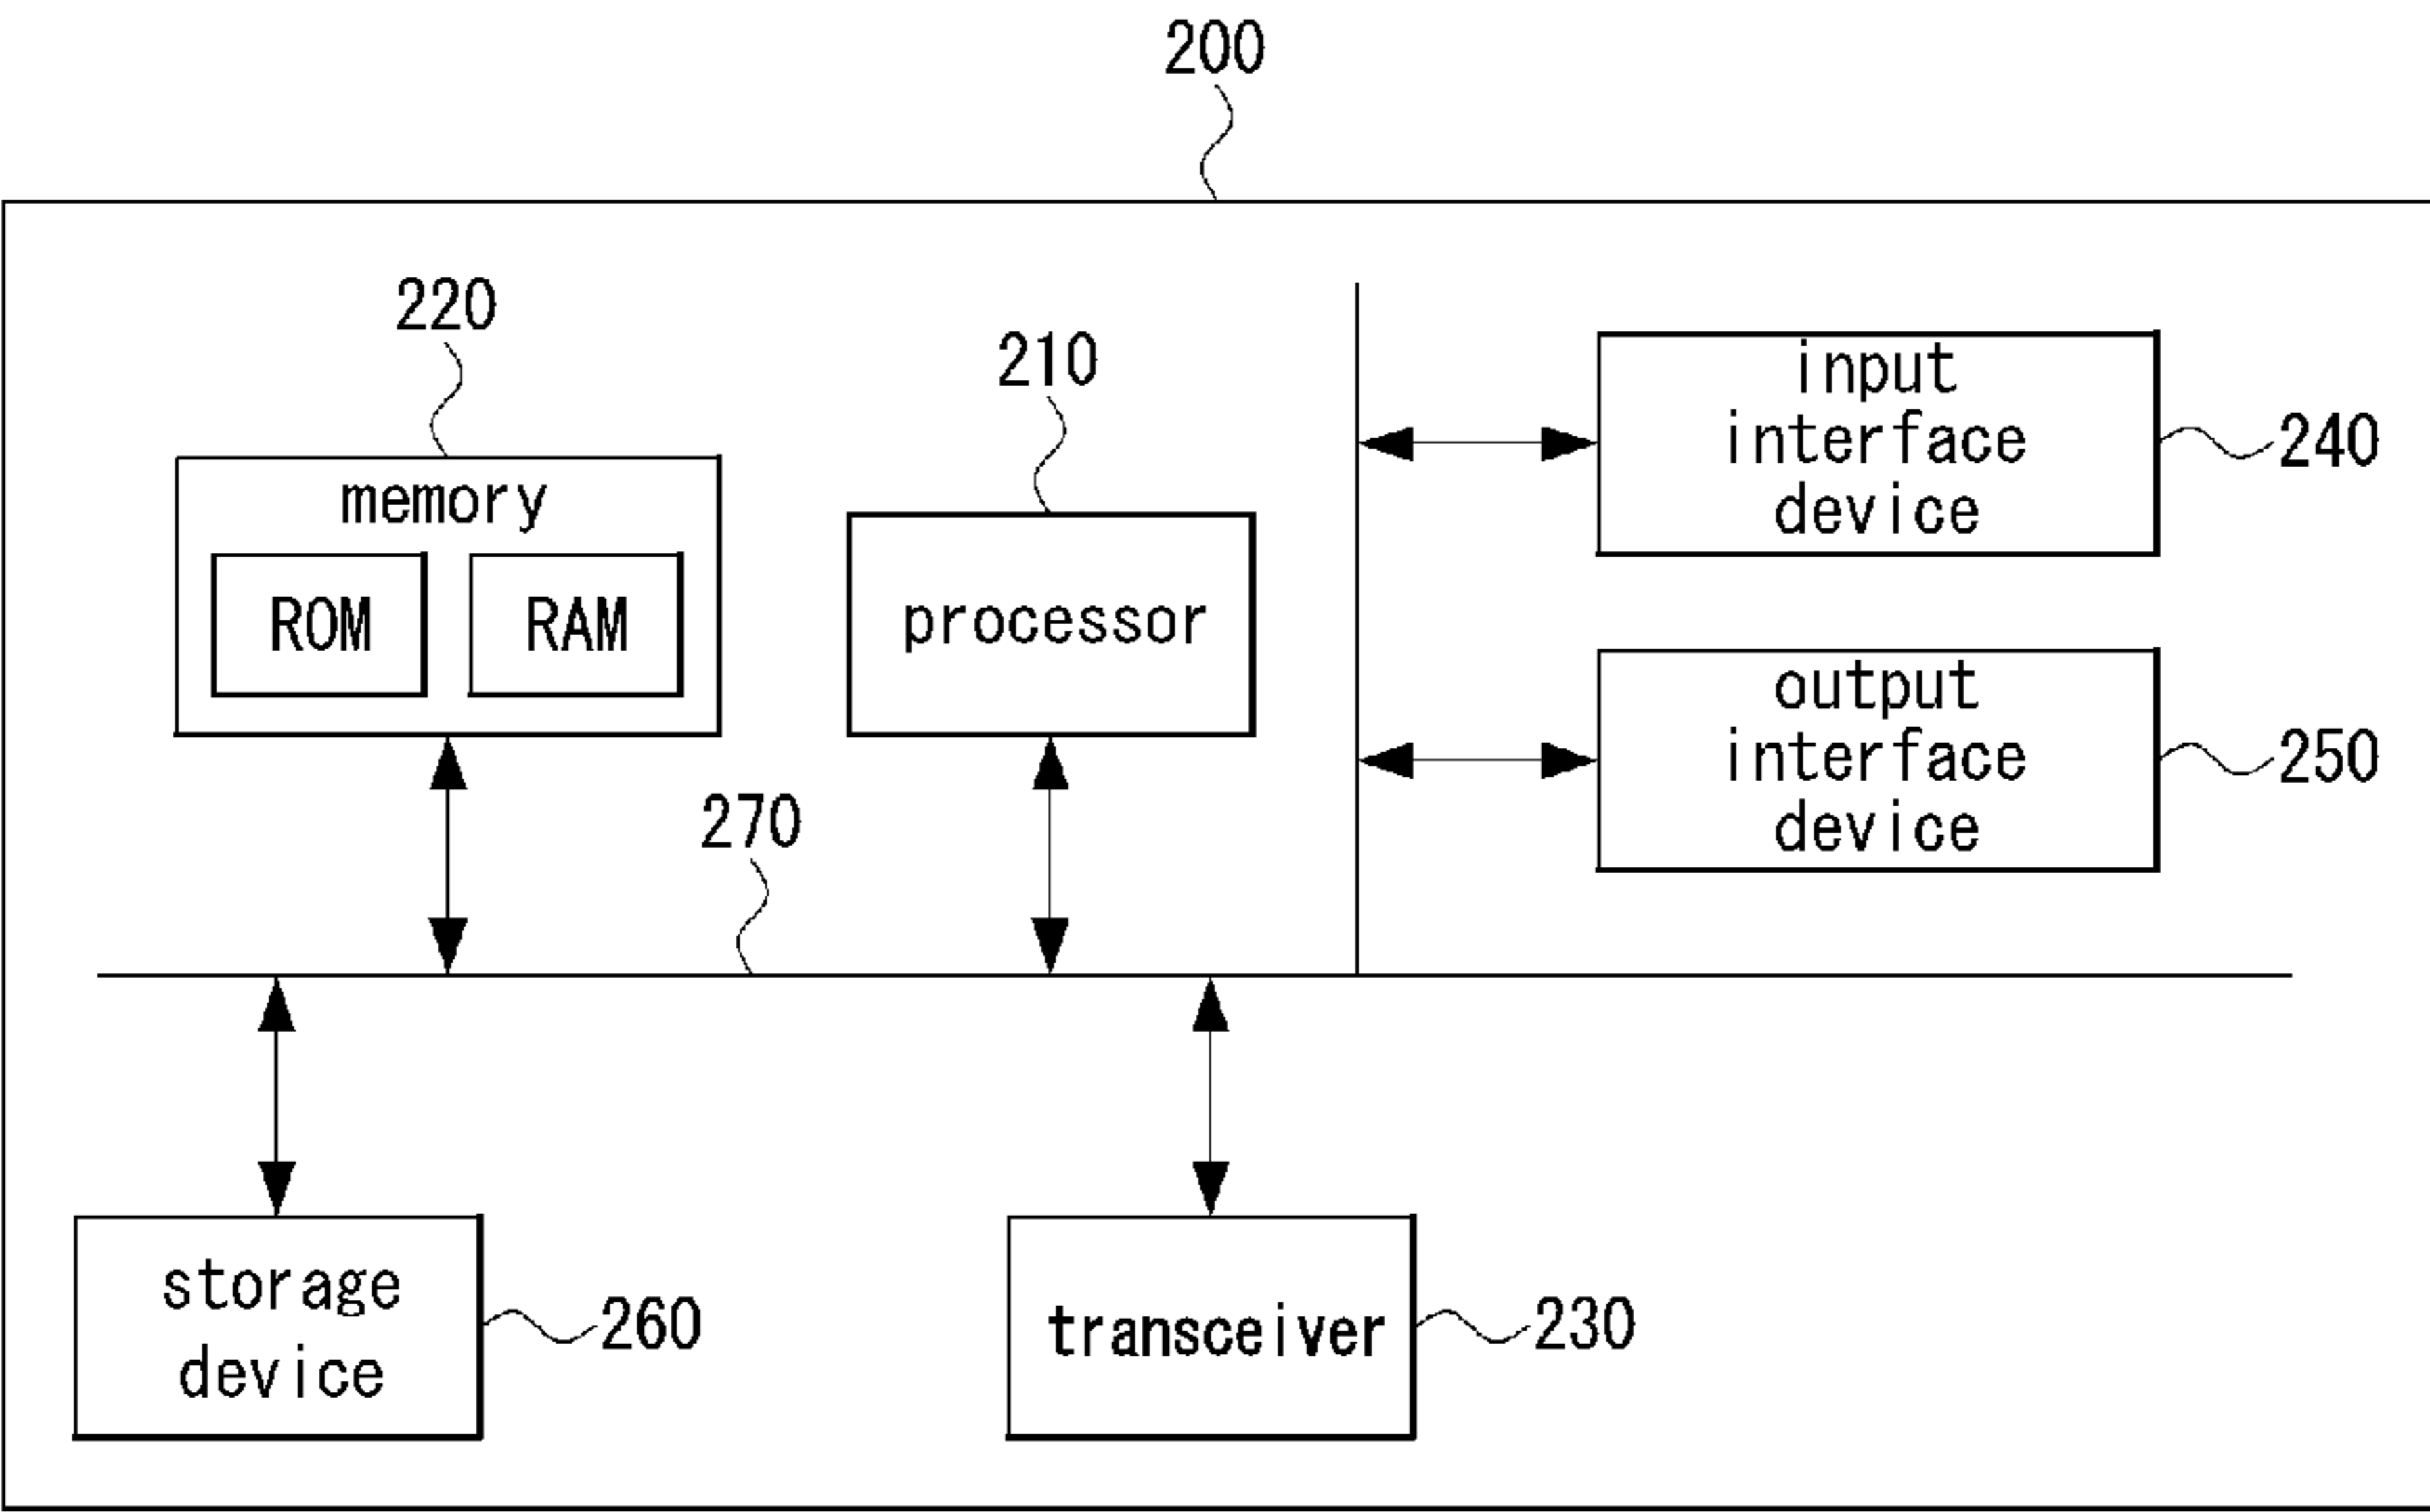 200
220
210
memory
ROM
RAM
processor
input
interface
device
240
output
interface
device
250
270
storage
device
260
transceiver
230